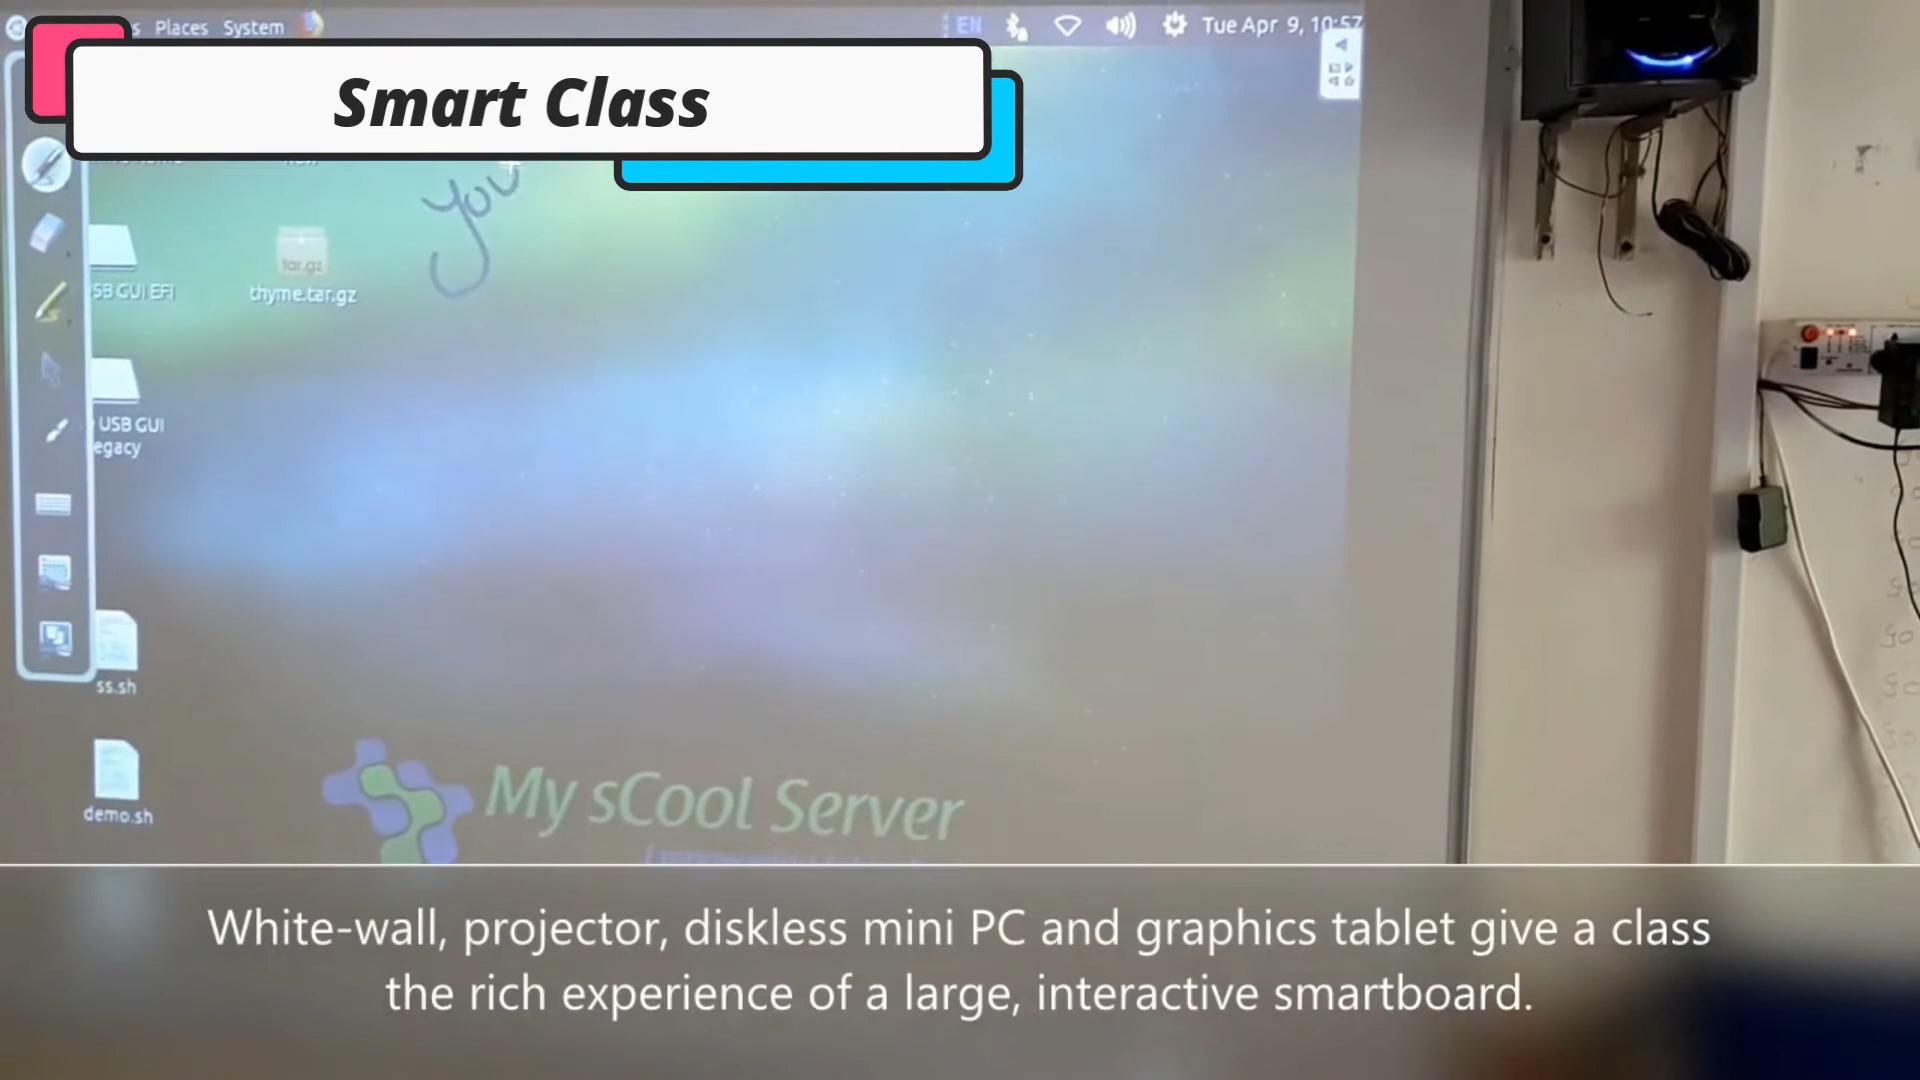 Places System
EN
Tue Apr 9, 10:57
Smart Class
you
tar.gz
SB GUI EFI
thyme.tar.gz
USB GUI
egacy
ss.sh
demo.sh
My sCool Server
White-wall, projector, diskless mini PC and graphics tablet give a class
the rich experience of a large, interactive smartboard.